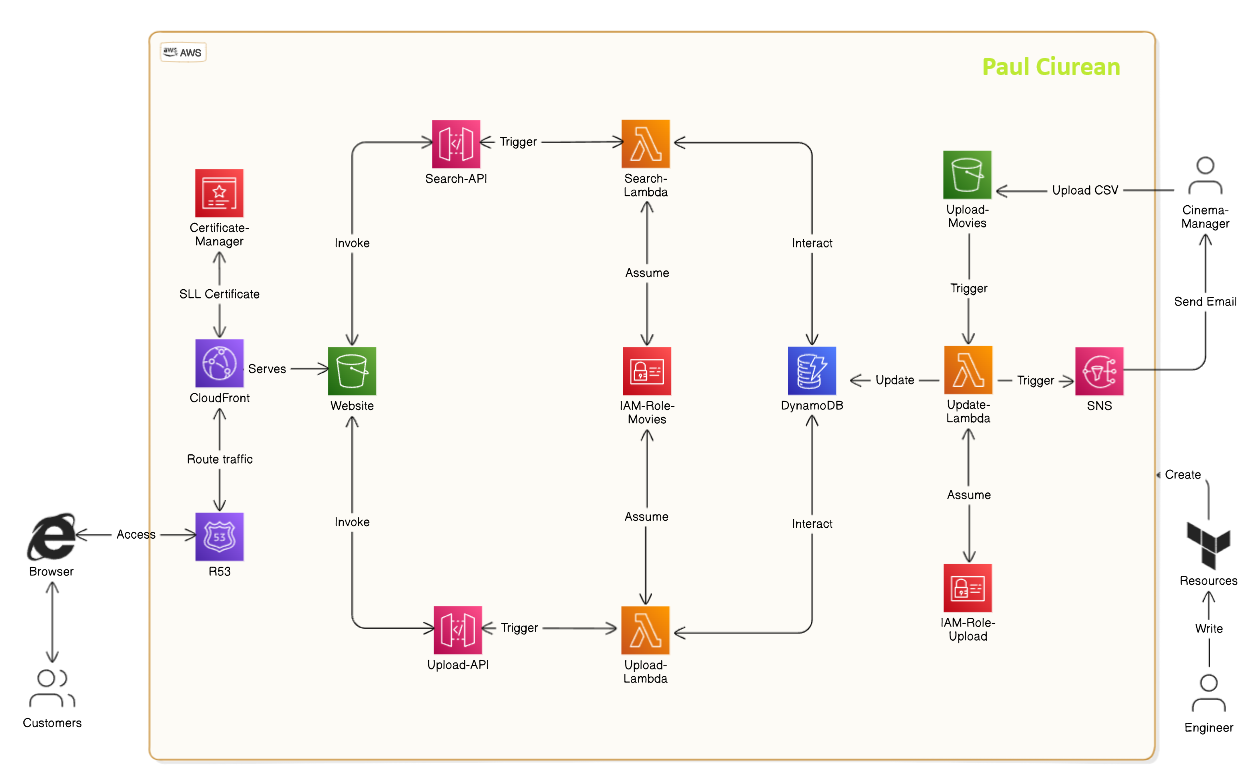 aws AWS
Paul Ciurean
Search-API
Trigger
Search-
Lambda
Certificate-
Manager
SLL Certificate
CloudFront
Serves
Website
Invoke
Assume
Interact
IAM-Role-
Movies
DynamoDB
Upload-
Movies
Upload CSV
Cinema-
Manager
Trigger
Send Email
Update
Update-
Lambda
Trigger
SNS
Route traffic
Access
53
R53
Browser
Customers
Invoke
Upload-API
Trigger
Assume
Upload-
Lambda
Interact
Assume
IAM-Role-
Upload
Create
Resources
Write
Engineer